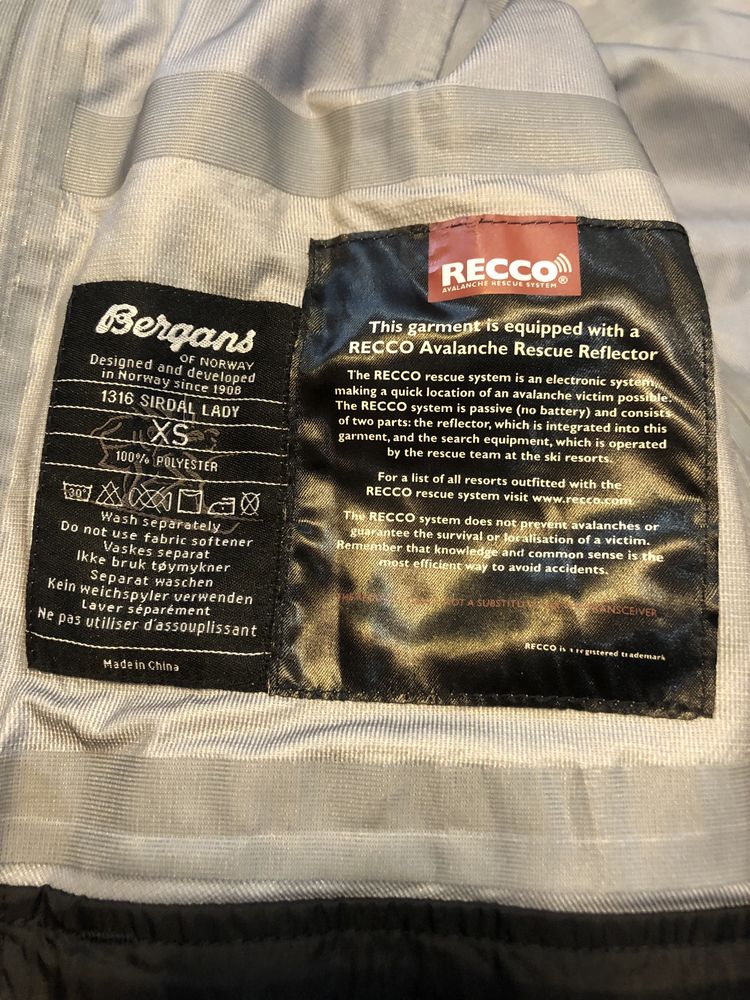 Bergans
OF NORWAY
Designed and developed
in Norway since 1908
1316 SIRDAL LADY
XS
100% POLYESTER
30°
Wash separately
Do not use fabric softener
Vaskes separat
Ikke bruk tøymykner
Separat waschen
Kein weichspyler verwenden
Laver séparément
Ne pas utiliser d'assouplissant
Made in China
RECCO®
AVALANCHE RESCUE SYSTEM
This garment is equipped with a
RECCO Avalanche Rescue Reflector
The RECCO rescue system is an electronic system,
making a quick location of an avalanche victim possible.
The RECCO system is passive (no battery) and consists
of two parts: the reflector, which is integrated into this
garment, and the search equipment, which is operated
by the rescue team at the ski resorts.
For a list of all resorts outfitted with the
RECCO rescue system visit www.recco.com.
The RECCO system does not prevent avalanches or
guarantee the survival or localisation of a victim.
Remember that knowledge and common sense is the
most efficient way to avoid accidents.
NOT A SUBSTITUTE TRANSCEIVER
RECCO is a registered trademark